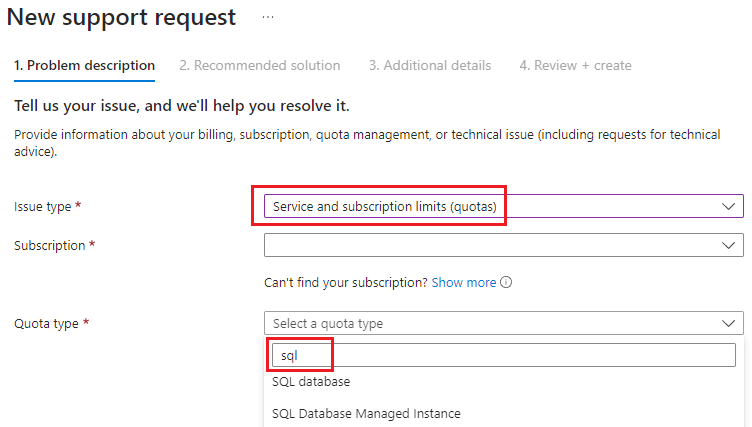 New support request ...
1. Problem description 2. Recommended solution 3. Additional details 4. Review + create
Tell us your issue, and we'll help you resolve it.
Provide information about your billing, subscription, quota management, or technical issue (including requests for technical
advice).
Issue type * Service and subscription limits (quotas)
Subscription *
Can't find your subscription? Show more
Quota type * Select a quota type
sql
SQL database
SQL Database Managed Instance